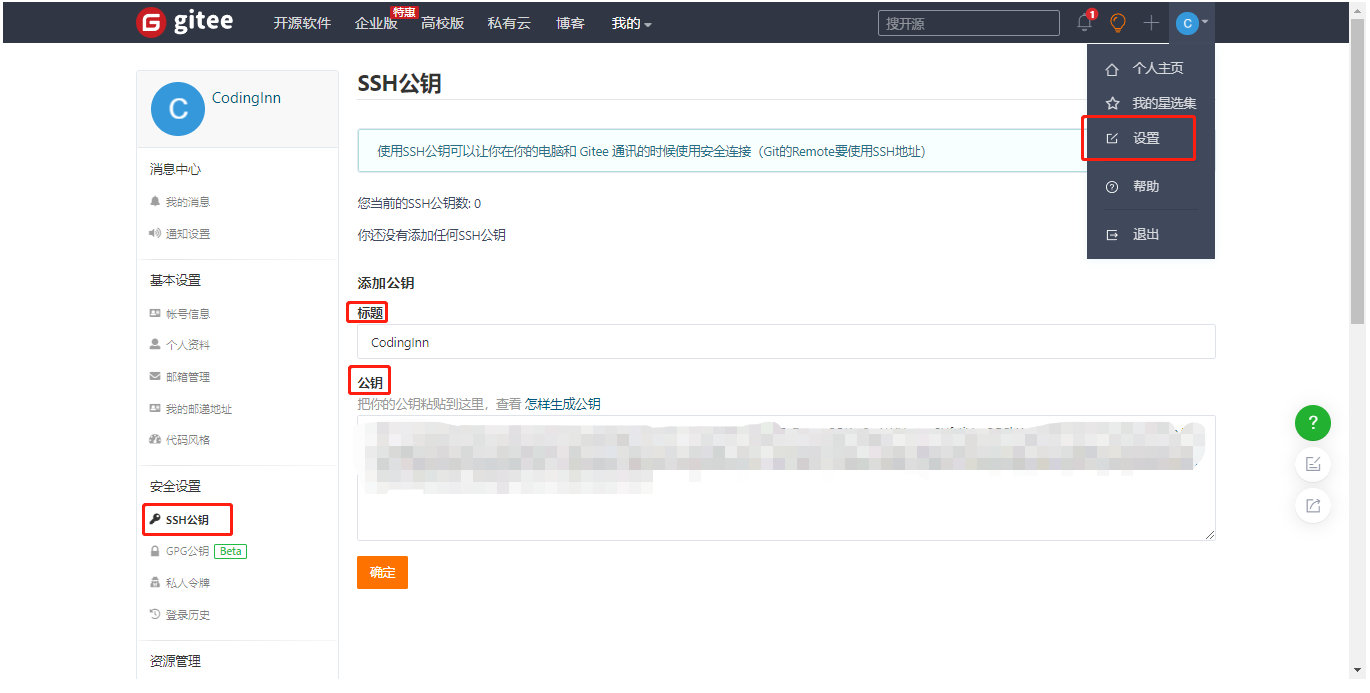 gitee 开源软件 企业版 特惠 高校版 私有云 博客 我的 搜开源 1 C
个人主页
我的星选集
设置
帮助
退出
C CodingInn
消息中心
我的消息
通知设置
基本设置
帐号信息
个人资料
邮箱管理
我的邮递地址
代码风格
安全设置
SSH公钥
GPG公钥 Beta
私人令牌
登录历史
资源管理
SSH公钥
使用SSH公钥可以让你在你的电脑和 Gitee 通讯的时候使用安全连接（Git的Remote要使用SSH地址）
您当前的SSH公钥数: 0
你还没有添加任何SSH公钥
添加公钥
标题
CodingInn
公钥
把你的公钥粘贴到这里，查看 怎样生成公钥
确定
?